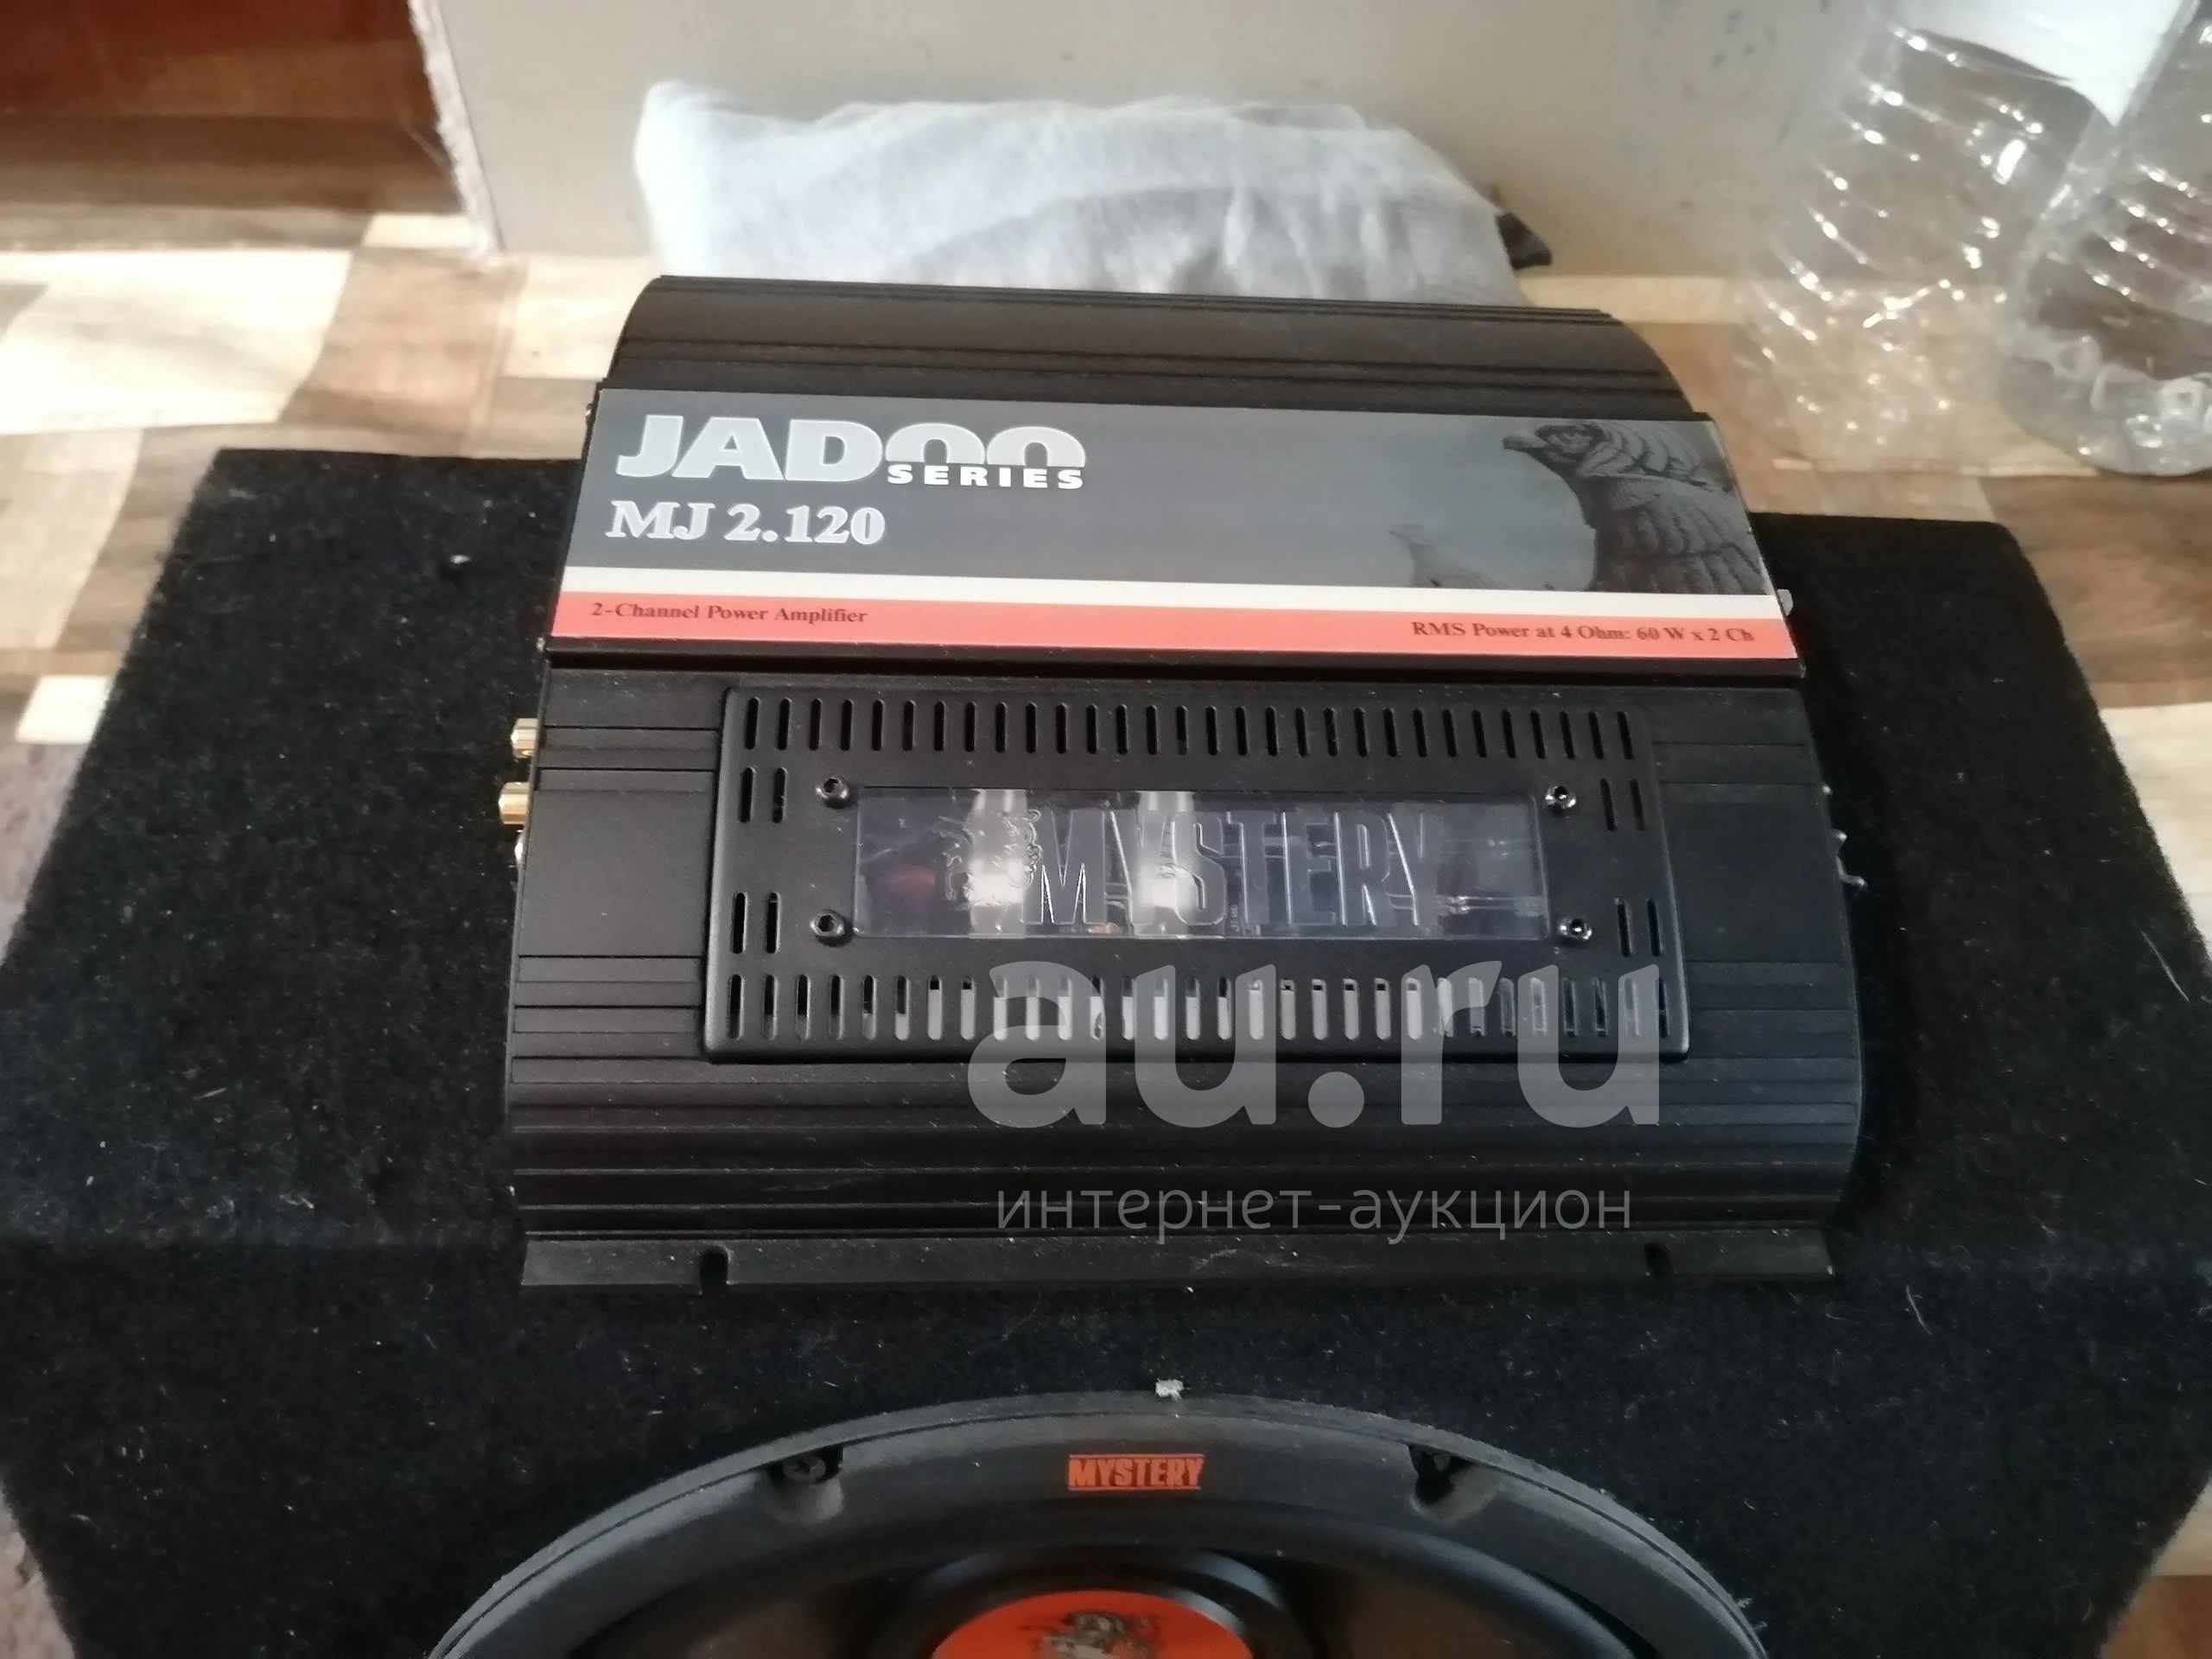 JADOO
SERIES
MJ 2.120
2-Channel Power Amplifier
RMS Power at 4 Ohm: 60 W x 2 Ch
MYSTERY
au.ru
интернет-аукцион
MYSTERY